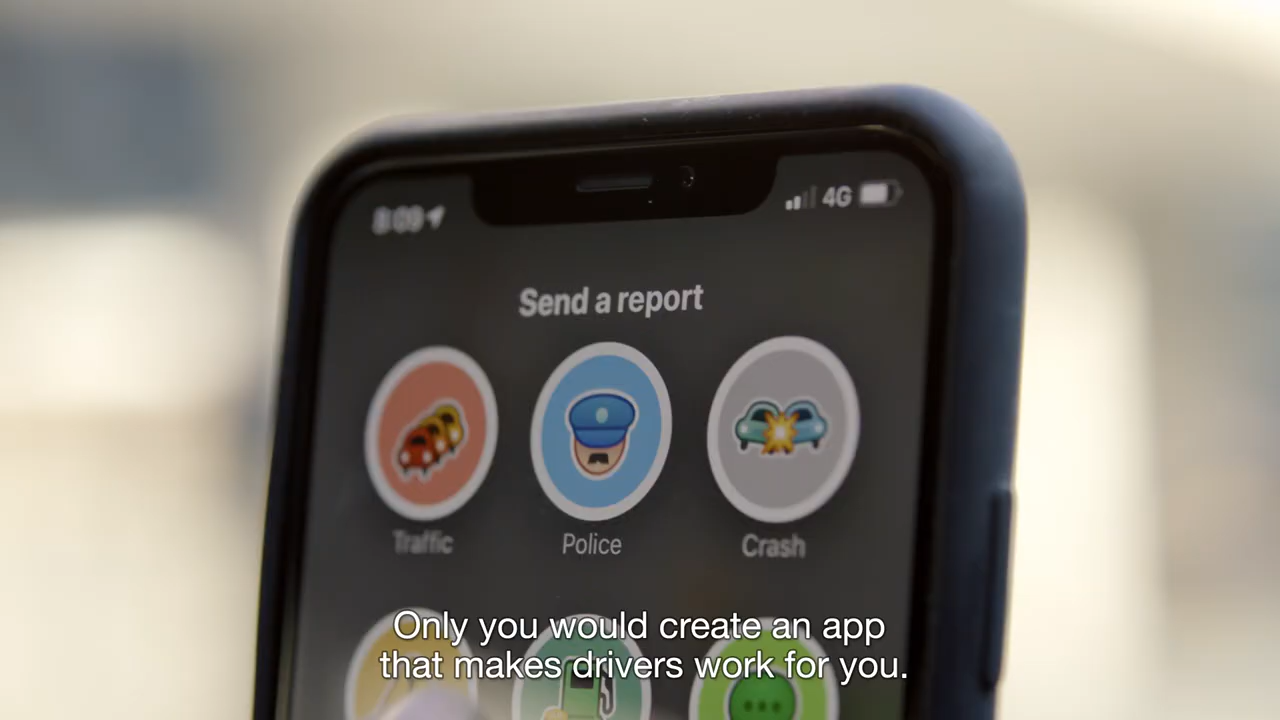 8:09
4G
Send a report
Traffic
Police
Crash
Only you would create an app
that makes drivers work for you.